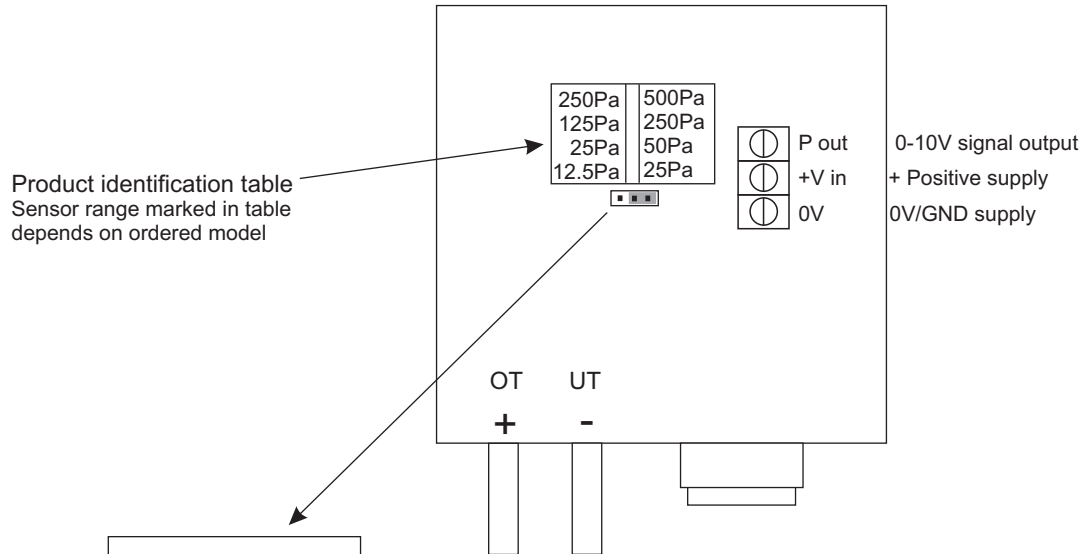 250Pa 500Pa
125Pa 250Pa
25Pa 50Pa
12.5Pa 25Pa
P out 0-10V signal output
+V in + Positive supply
0V 0V/GND supply
Product identification table
Sensor range marked in table
depends on ordered model
OT UT
+ -